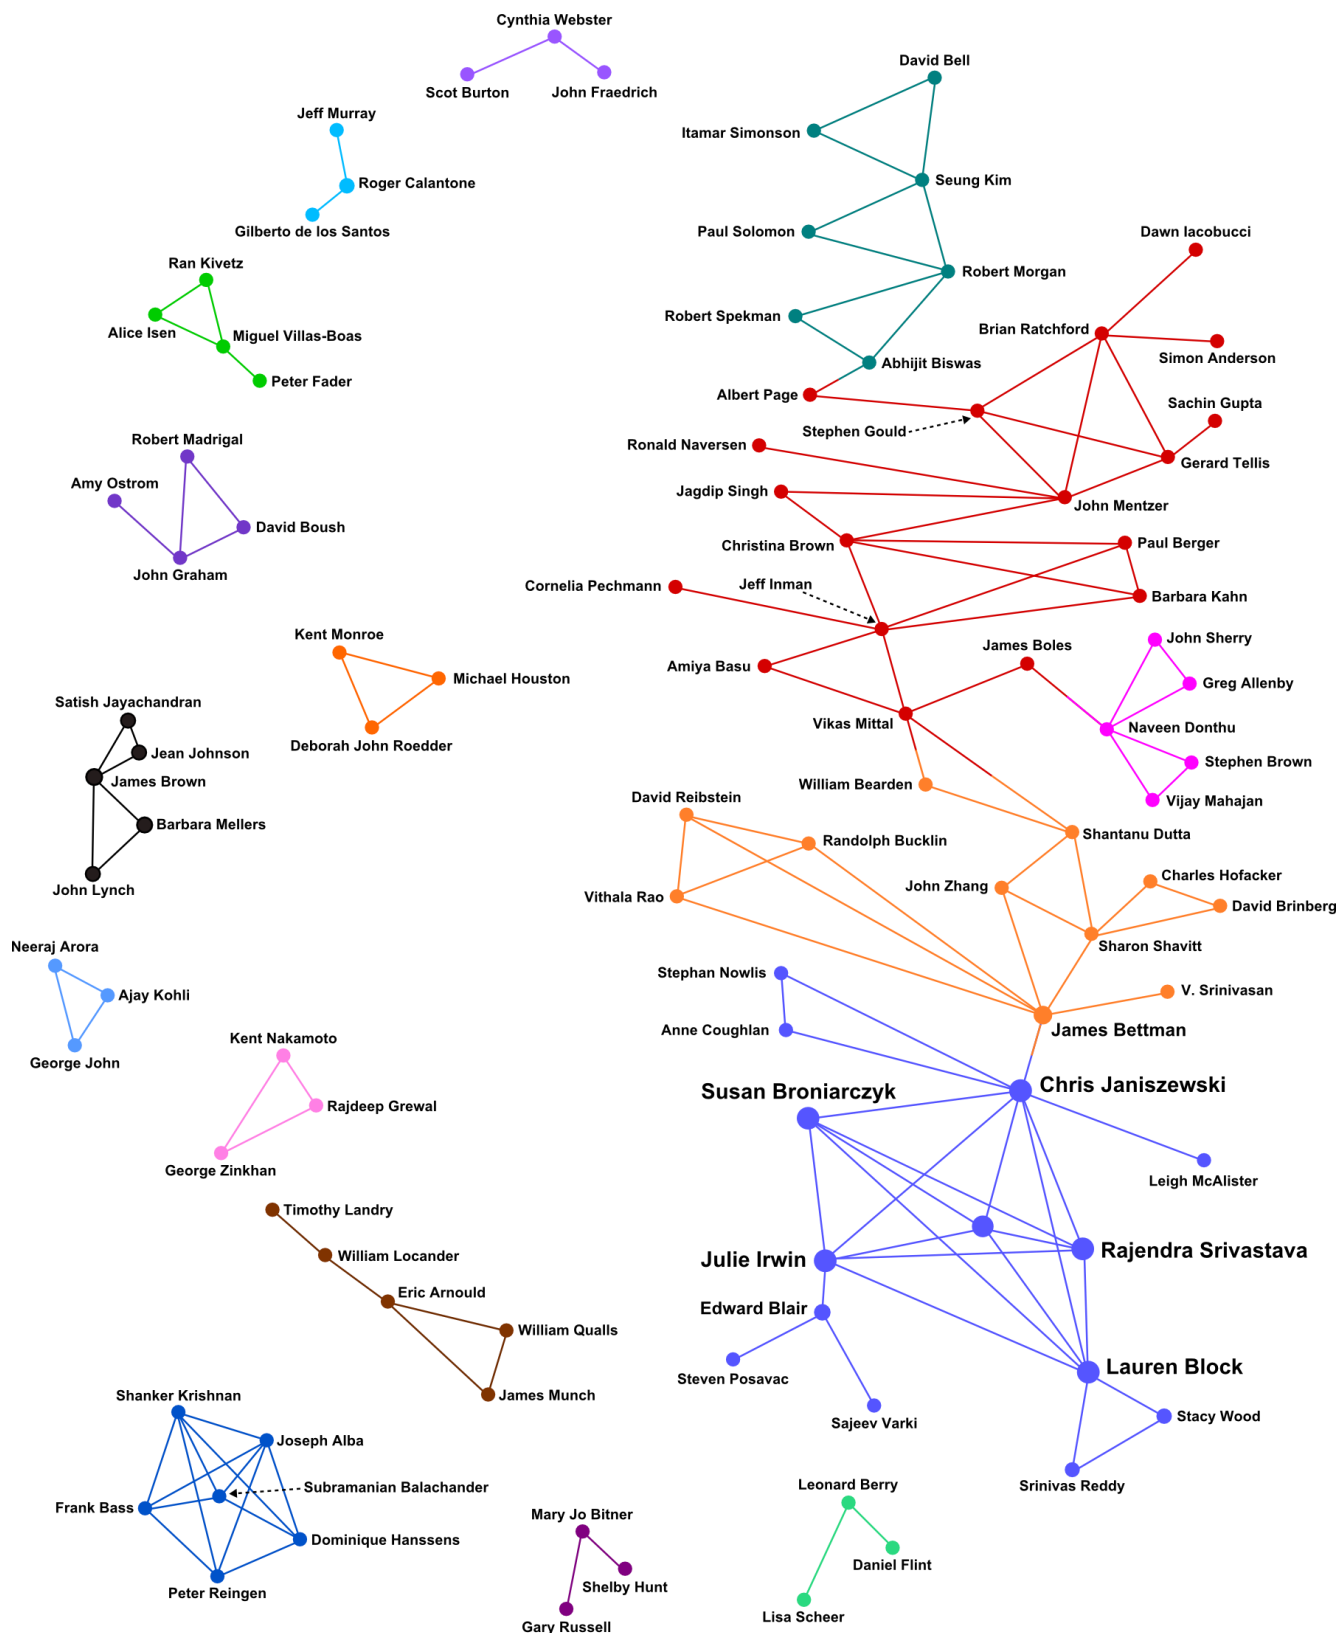 Cynthia Webster
Scot Burton
John Fraedrich
David Bell
Jeff Murray
Itamar Simonson
Roger Calantone
Seung Kim
Gilberto de los Santos
Paul Solomon
Dawn Iacobucci
Ran Kivetz
Robert Morgan
Robert Spekman
Brian Ratchford
Alice Isen
Miguel Villas-Boas
Simon Anderson
Abhijit Biswas
Peter Fader
Albert Page
Sachin Gupta
Stephen Gould
Robert Madrigal
Ronald Naversen
Gerard Tellis
Amy Ostrom
Jagdip Singh
John Mentzer
David Boush
Christina Brown
Paul Berger
John Graham
Cornelia Pechmann
Jeff Inman
Barbara Kahn
Kent Monroe
John Sherry
James Boles
Amiya Basu
Michael Houston
Greg Allenby
Satish Jayachandran
Vikas Mittal
Naveen Donthu
Deborah John Roedder
Jean Johnson
Stephen Brown
James Brown
William Bearden
David Reibstein
Vijay Mahajan
Barbara Mellers
Shantanu Dutta
Randolph Bucklin
Charles Hofacker
John Lynch
John Zhang
Vithala Rao
David Brinberg
Neeraj Arora
Sharon Shavitt
Stephan Nowlis
Ajay Kohli
V. Srinivasan
Anne Coughlan
James Bettman
Kent Nakamoto
George John
Chris Janiszewski
Susan Broniarczyk
Rajdeep Grewal
George Zinkhan
Leigh McAlister
Timothy Landry
William Locander
Julie Irwin
Rajendra Srivastava
Eric Arnould
Edward Blair
William Qualls
Lauren Block
Steven Posavac
Shanker Krishnan
James Munch
Stacy Wood
Sajeev Varki
Joseph Alba
Subramanian Balachander
Leonard Berry
Srinivas Reddy
Frank Bass
Mary Jo Bitner
Dominique Hanssens
Daniel Flint
Peter Reingen
Shelby Hunt
Lisa Scheer
Gary Russell